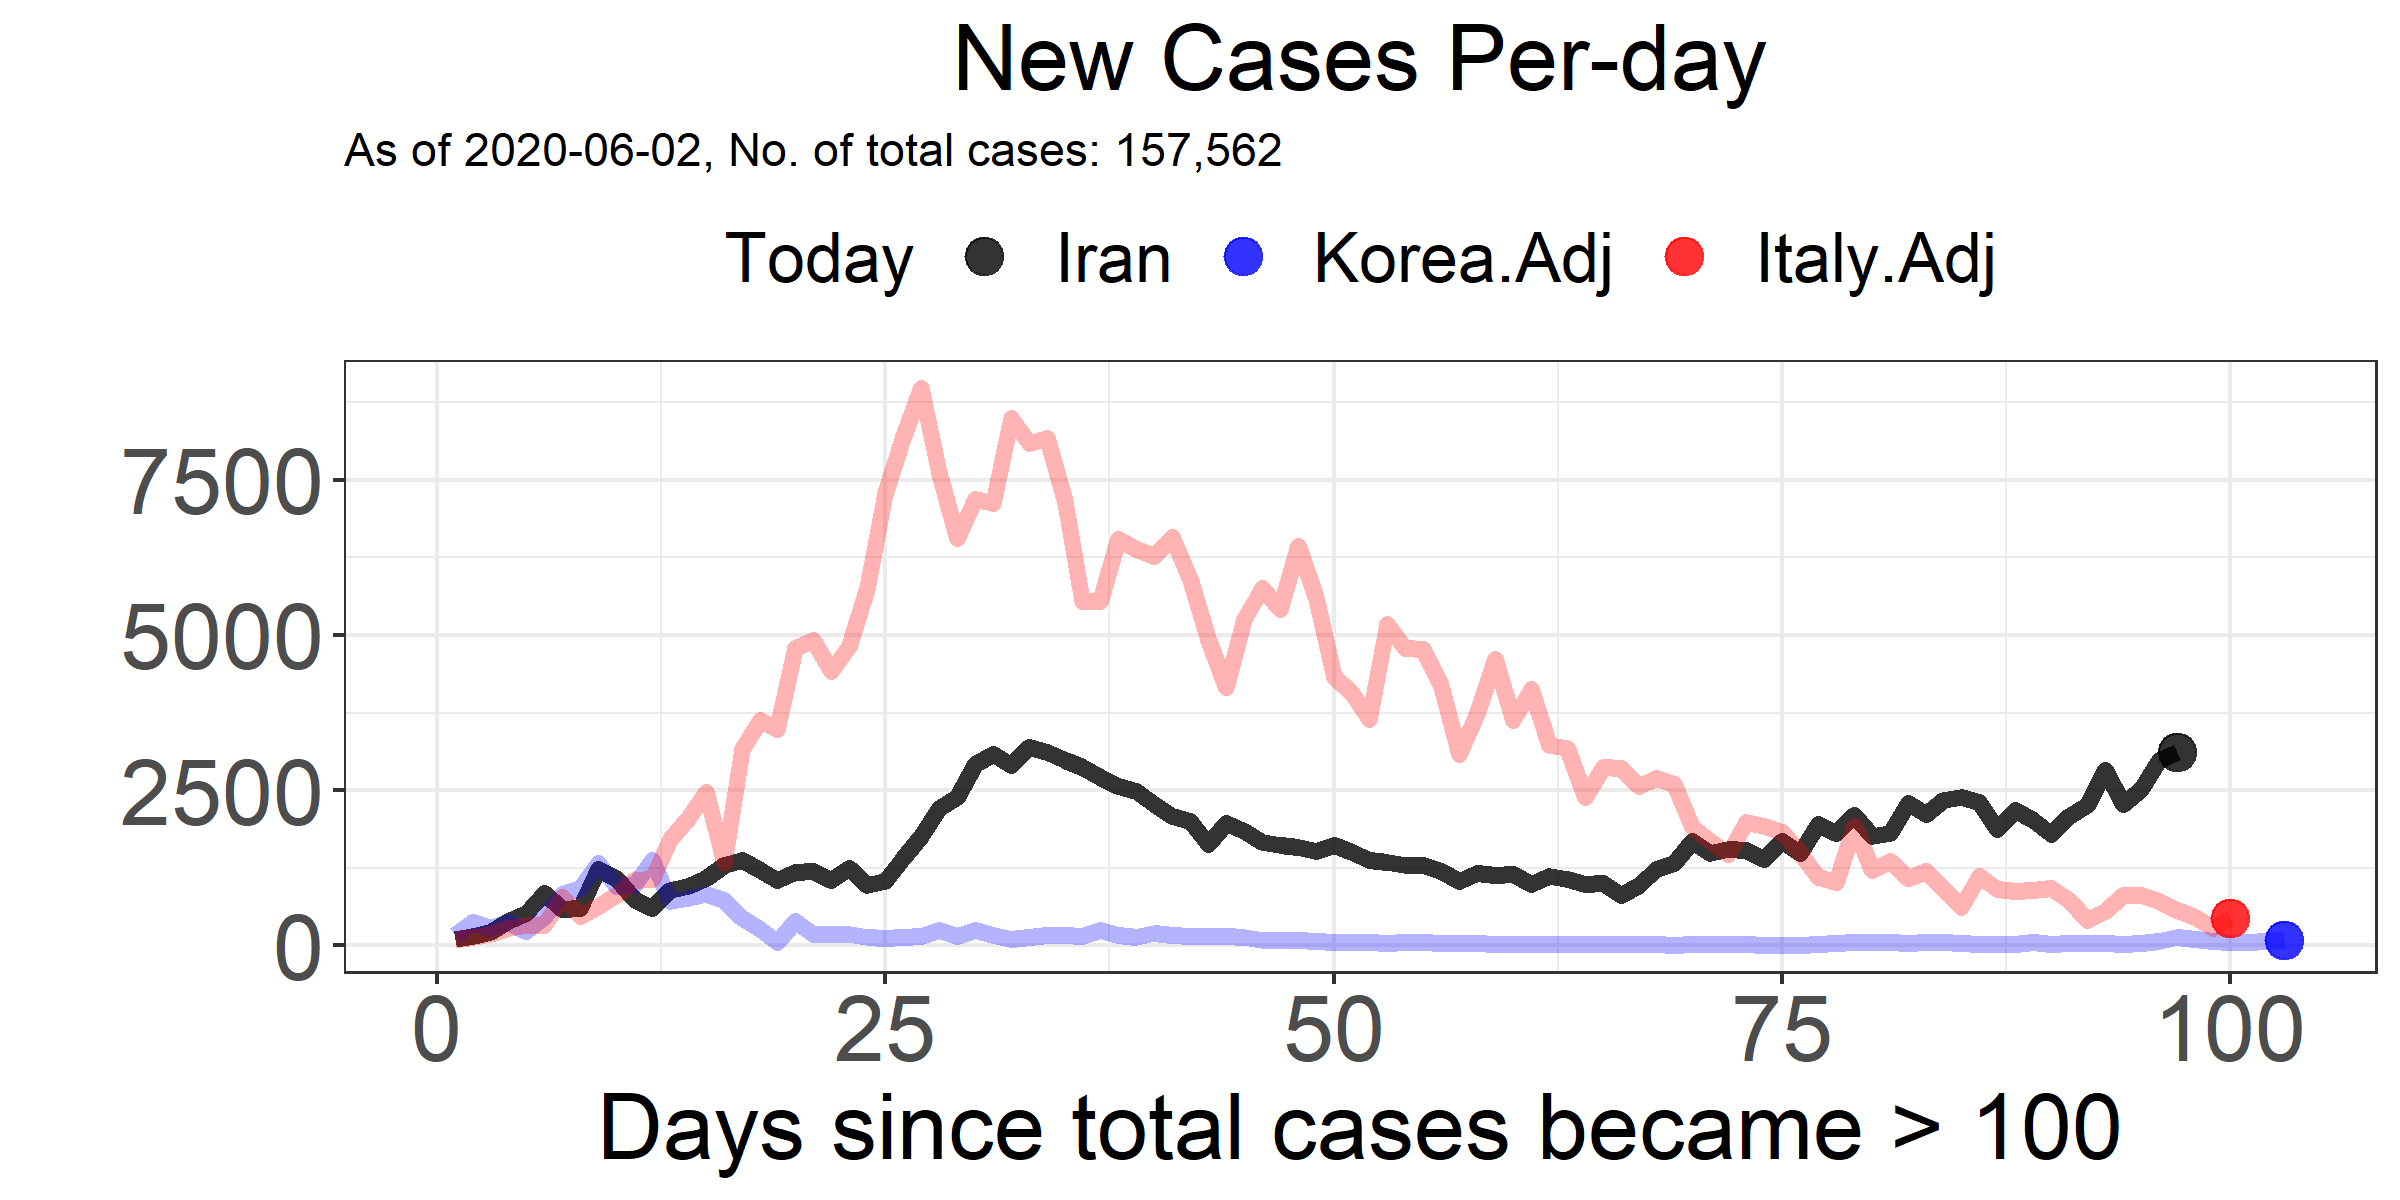 New Cases Per-day
As of 2020-06-02, No. of total cases: 157,562
Today Iran Korea.Adj Italy.Adj
7500
5000
2500
0
0 25 50 75 100
Days since total cases became > 100